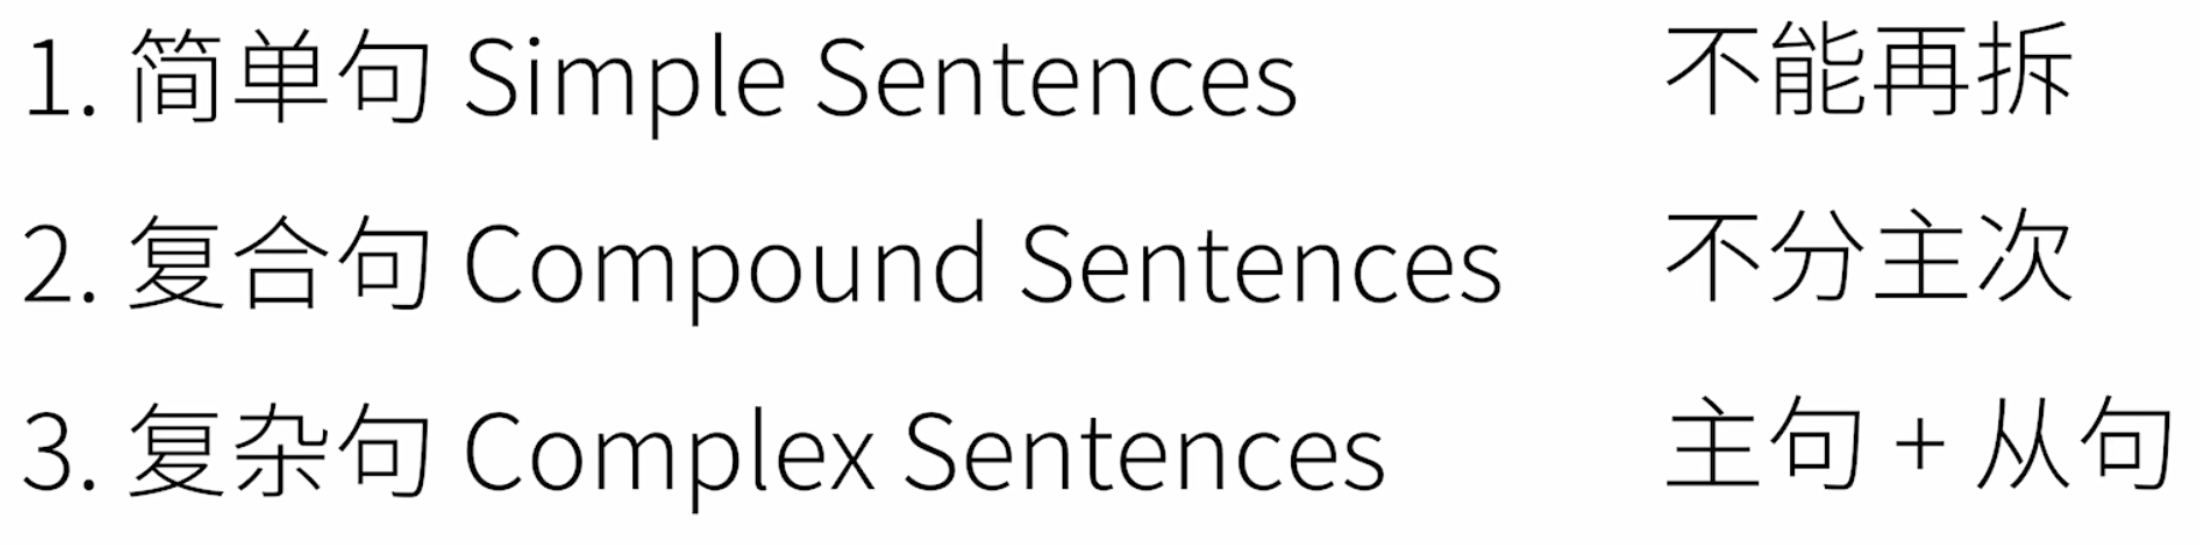 1. 简单句 Simple Sentences 不能再拆
2. 复合句 Compound Sentences 不分主次
3. 复杂句 Complex Sentences 主句 + 从句